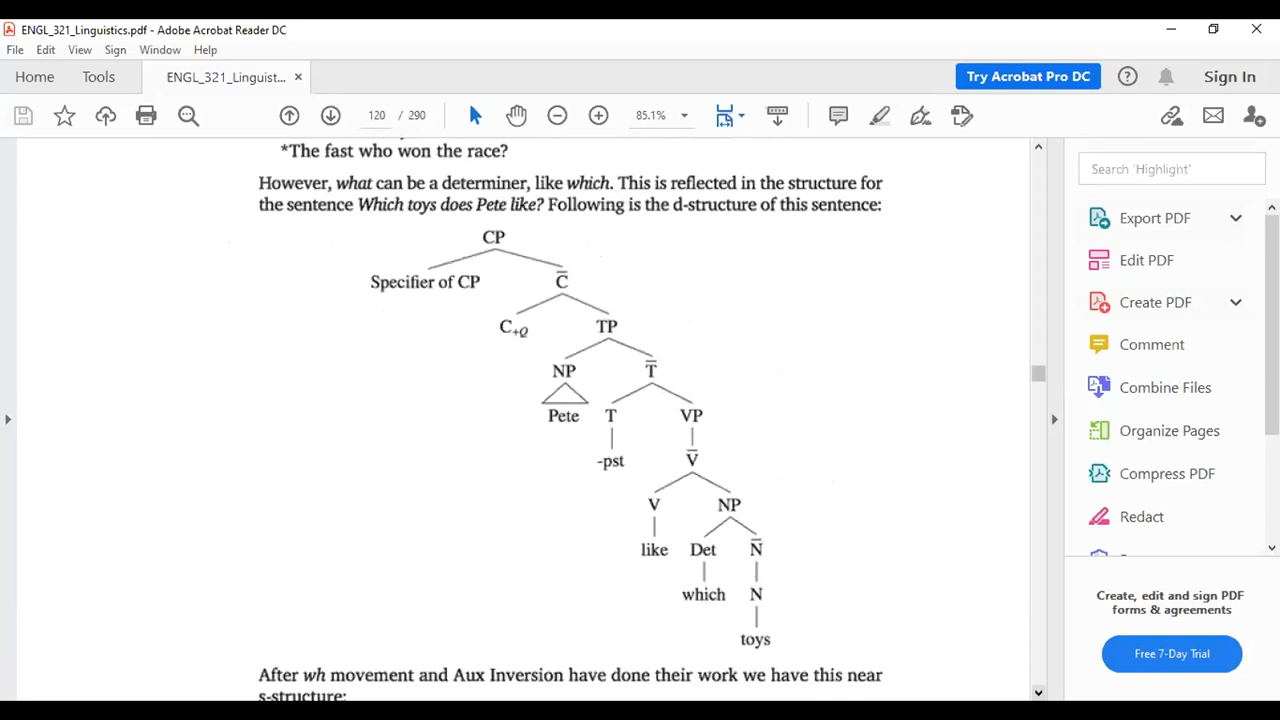 ENGL_321_Linguistics.pdf - Adobe Acrobat Reader DC
File Edit View Sign Window Help
Home Tools ENGL_321_Linguist... × Try Acrobat Pro DC Sign In
120 / 290 85.1%
*The fast who won the race?
However, what can be a determiner, like which. This is reflected in the structure for
the sentence Which toys does Pete like? Following is the d-structure of this sentence:
CP
Specifier of CP C̅
C+Q TP
NP T̅
Pete T VP
-pst V̅
V NP
like Det N̅
which N
toys
After wh movement and Aux Inversion have done their work we have this near
s-structure:
Search 'Highlight'
Export PDF
Edit PDF
Create PDF
Comment
Combine Files
Organize Pages
Compress PDF
Redact
Create, edit and sign PDF
forms & agreements
Free 7-Day Trial